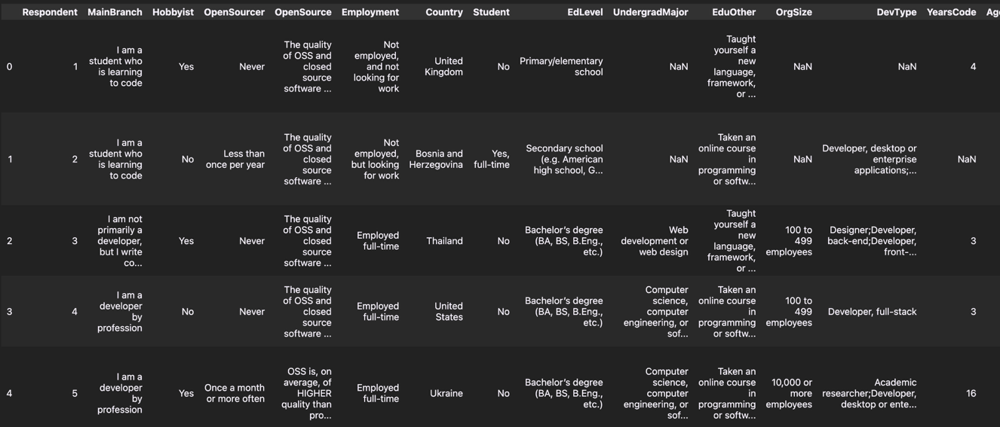 Respondent MainBranch Hobbyist OpenSourcer OpenSource Employment Country Student EdLevel UndergradMajor EduOther OrgSize DevType YearsCode Ag
0 1 I am a student who is learning to code Yes Never The quality of OSS and closed source software ... Not employed, and not looking for work United Kingdom No Primary/elementary school NaN Taught yourself a new language, framework, or ... NaN NaN 4
1 2 I am a student who is learning to code No Less than once per year The quality of OSS and closed source software ... Not employed, but looking for work Bosnia and Herzegovina Yes, full-time Secondary school (e.g. American high school, G... NaN Taken an online course in programming or softw... NaN Developer, desktop or enterprise applications;... NaN
2 3 I am not primarily a developer, but I write co... Yes Never The quality of OSS and closed source software ... Employed full-time Thailand No Bachelor’s degree (BA, BS, B.Eng., etc.) Web development or web design Taught yourself a new language, framework, or ... 100 to 499 employees Designer;Developer, back-end;Developer, front-... 3
3 4 I am a developer by profession No Never The quality of OSS and closed source software ... Employed full-time United States No Bachelor’s degree (BA, BS, B.Eng., etc.) Computer science, computer engineering, or sof... Taken an online course in programming or softw... 100 to 499 employees Developer, full-stack 3
4 5 I am a developer by profession Yes Once a month or more often OSS is, on average, of HIGHER quality than pro... Employed full-time Ukraine No Bachelor’s degree (BA, BS, B.Eng., etc.) Computer science, computer engineering, or sof... Taken an online course in programming or softw... 10,000 or more employees Academic researcher;Developer, desktop or ente... 16